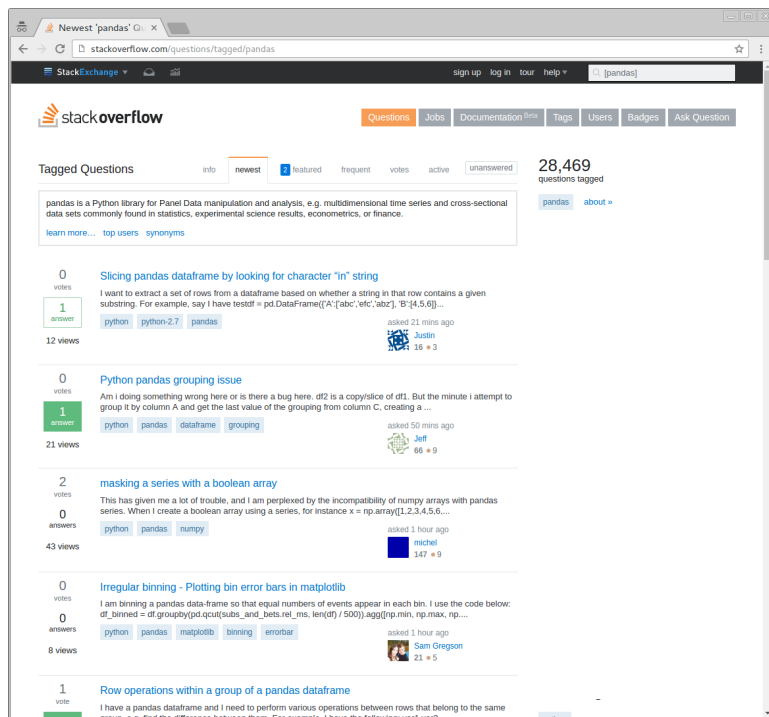 Newest 'pandas' Qu
stackoverflow.com/questions/tagged/pandas
StackExchange
sign up log in tour help [pandas]
stackoverflow
Questions Jobs Documentation Beta Tags Users Badges Ask Question
Tagged Questions info newest 2 featured frequent votes active unanswered
28,469
questions tagged
pandas about »
pandas is a Python library for Panel Data manipulation and analysis, e.g. multidimensional time series and cross-sectional
data sets commonly found in statistics, experimental science results, econometrics, or finance.
learn more… top users synonyms
0
votes
1
answer
12 views
Slicing pandas dataframe by looking for character “in” string
I want to extract a set of rows from a dataframe based on whether a string in that row contains a given
substring. For example, say I have testdf = pd.DataFrame({'A':['abc','efc','abz'], 'B':[4,5,6]}...
python python-2.7 pandas
asked 21 mins ago
Justin
16 3
0
votes
1
answer
21 views
Python pandas grouping issue
Am i doing something wrong here or is there a bug here. df2 is a copy/slice of df1. But the minute i attempt to
group it by column A and get the last value of the grouping from column C, creating a ...
python pandas dataframe grouping
asked 50 mins ago
Jeff
66 9
2
votes
0
answers
43 views
masking a series with a boolean array
This has given me a lot of trouble, and I am perplexed by the incompatibility of numpy arrays with pandas
series. When I create a boolean array using a series, for instance x = np.array([1,2,3,4,5,6,...
python pandas numpy
asked 1 hour ago
michel
147 9
0
votes
0
answers
8 views
Irregular binning - Plotting bin error bars in matplotlib
I am binning a pandas data-frame so that equal numbers of events appear in each bin. I use the code below:
df_binned = df.groupby(pd.qcut(subs_and_bets.rel_ms, len(df) / 500)).agg([np.min, np.max, np....
python pandas matplotlib binning errorbar
asked 1 hour ago
Sam Gregson
21 5
1
vote
Row operations within a group of a pandas dataframe
I have a pandas dataframe and I need to perform various operations between rows that belong to the same